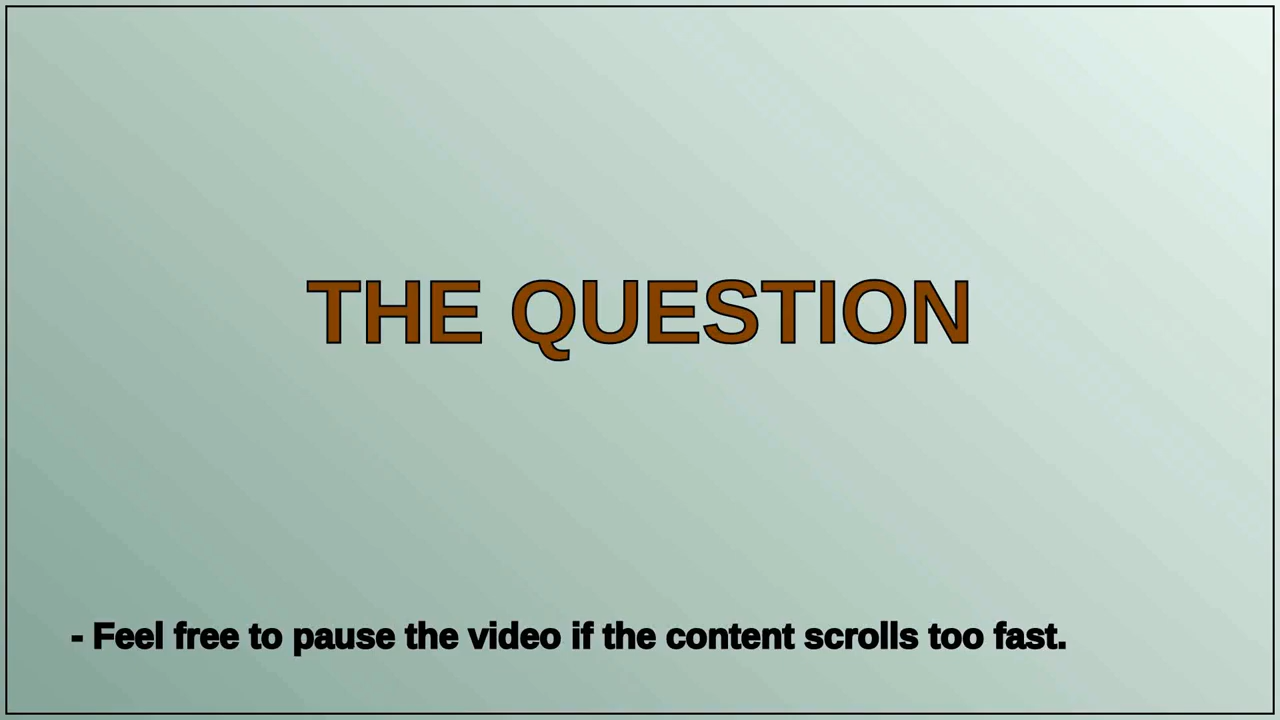 THE QUESTION
- Feel free to pause the video if the content scrolls too fast.